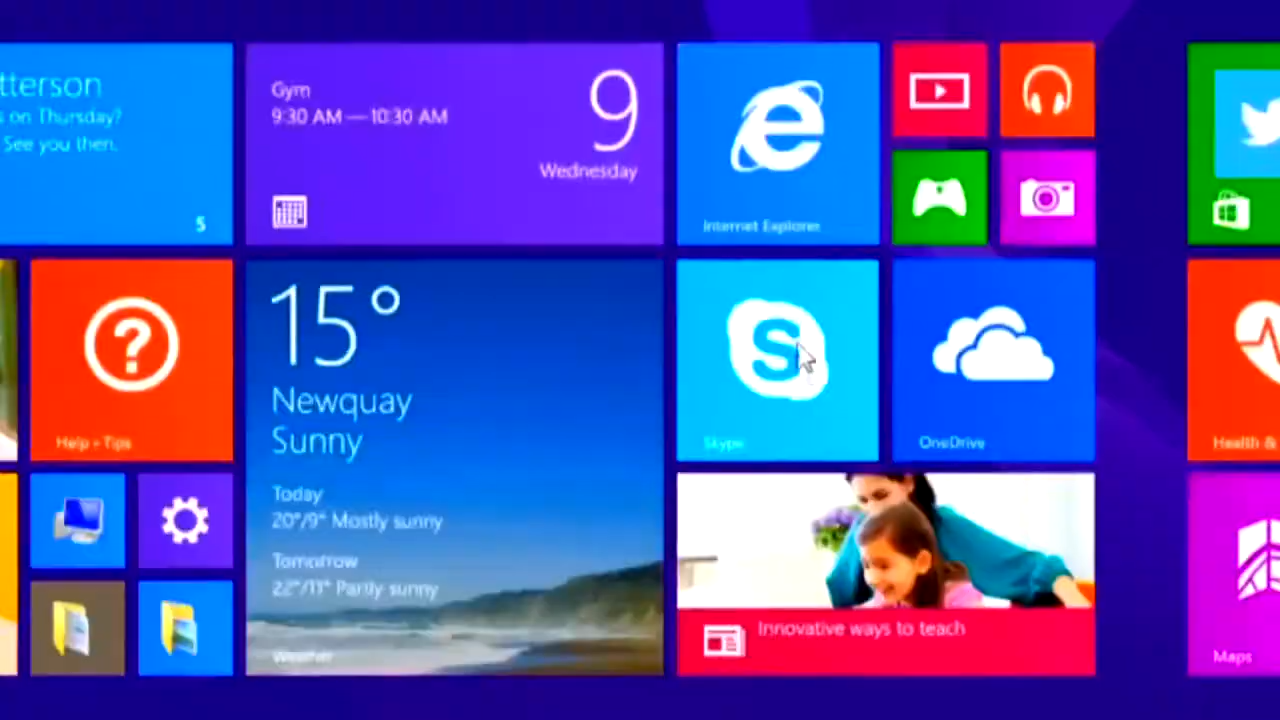 tterson
s on Thursday?
See you then.
5
Gym
9:30 AM — 10:30 AM
9
Wednesday
Internet Explorer
Help + Tips
15°
Newquay
Sunny
Today
20°/9° Mostly sunny
Tomorrow
22°/11° Partly sunny
Weather
Skype
OneDrive
Innovative ways to teach
Health &
Maps